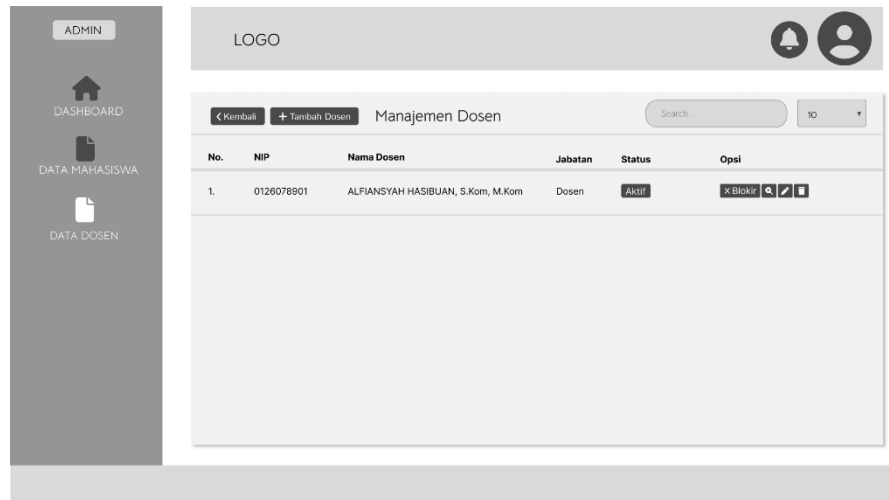 ADMIN
LOGO
DASHBOARD
DATA MAHASISWA
DATA DOSEN
Kembali
Tambah Dosen
Manajemen Dosen
Search ..
10
No. NIP Nama Dosen Jabatan Status Opsi
1. 0126078901 ALFIANSYAH HASIBUAN, S.Kom, M.Kom Dosen Aktif Blokir